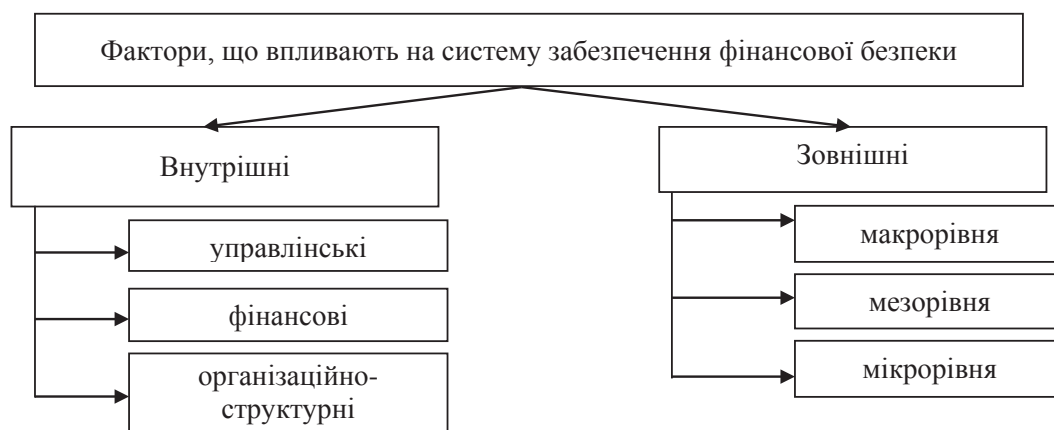 Фактори, що впливають на систему забезпечення фінансової безпеки
Внутрішні
управлінські
фінансові
організаційно-
структурні
Зовнішні
макрорівня
мезорівня
мікрорівня